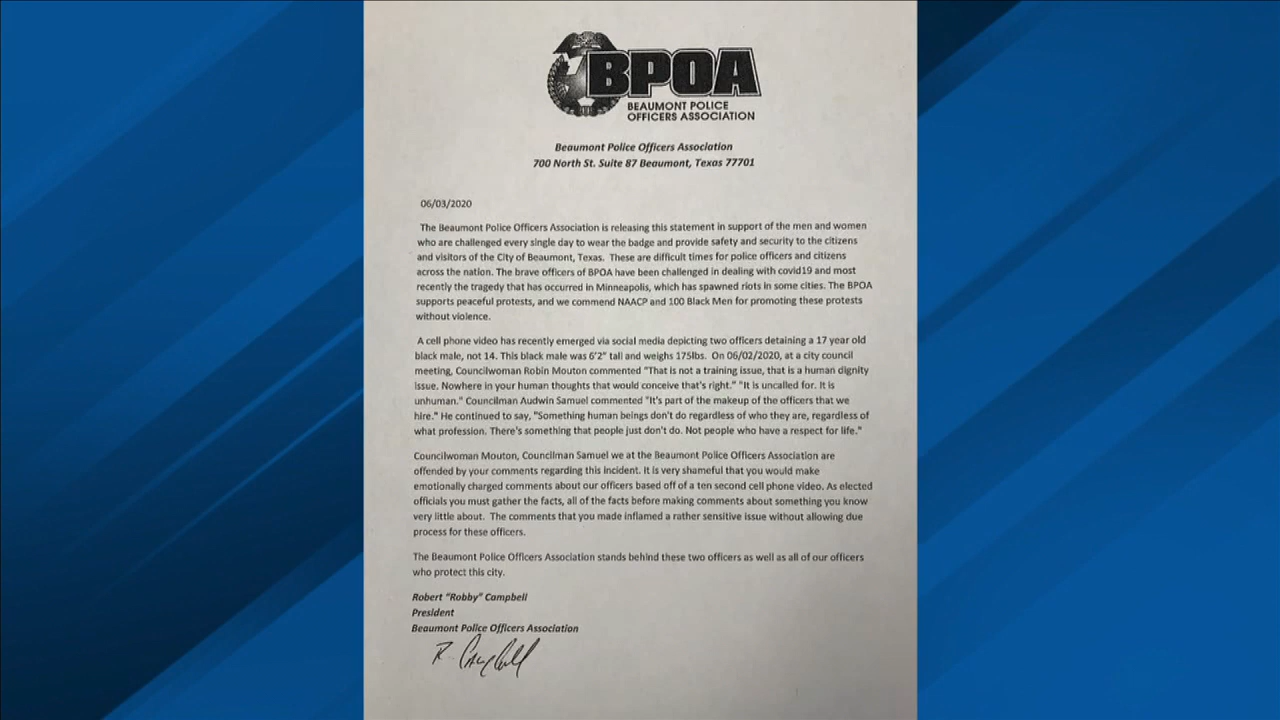 BPOA
BEAUMONT POLICE
OFFICERS ASSOCIATION
Beaumont Police Officers Association
700 North St. Suite 87 Beaumont, Texas 77701
06/03/2020
The Beaumont Police Officers Association is releasing this statement in support of the men and women
who are challenged every single day to wear the badge and provide safety and security to the citizens
and visitors of the City of Beaumont, Texas. These are difficult times for police officers and citizens
across the nation. The brave officers of BPOA have been challenged in dealing with covid19 and most
recently the tragedy that has occurred in Minneapolis, which has spawned riots in some cities. The BPOA
supports peaceful protests, and we commend NAACP and 100 Black Men for promoting these protests
without violence.
A cell phone video has recently emerged via social media depicting two officers detaining a 17 year old
black male, not 14. This black male was 6'2" tall and weighs 175lbs. On 06/02/2020, at a city council
meeting, Councilwoman Robin Mouton commented "That is not a training issue, that is a human dignity
issue. Nowhere in your human thoughts that would conceive that's right." "It is uncalled for. It is
unhuman." Councilman Audwin Samuel commented "It's part of the makeup of the officers that we
hire." He continued to say, "Something human beings don't do regardless of who they are, regardless of
what profession. There's something that people just don't do. Not people who have a respect for life."
Councilwoman Mouton, Councilman Samuel we at the Beaumont Police Officers Association are
offended by your comments regarding this incident. It is very shameful that you would make
emotionally charged comments about our officers based off of a ten second cell phone video. As elected
officials you must gather the facts, all of the facts before making comments about something you know
very little about. The comments that you made inflamed a rather sensitive issue without allowing due
process for these officers.
The Beaumont Police Officers Association stands behind these two officers as well as all of our officers
who protect this city.
Robert "Robby" Campbell
President
Beaumont Police Officers Association
R. Campbell